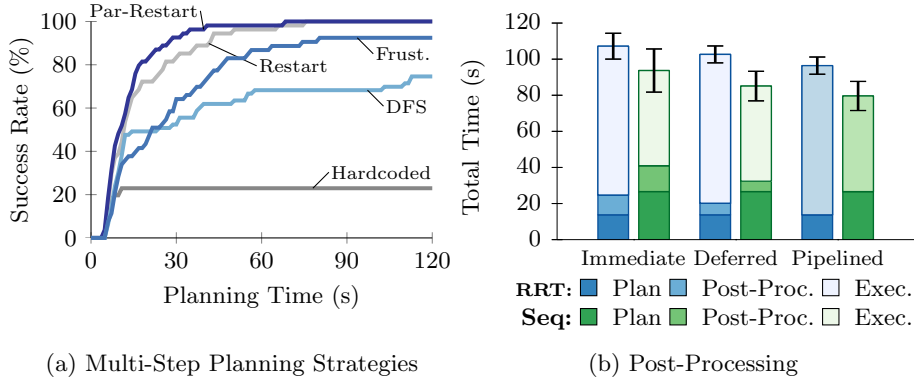 Success Rate (%)
100
80
60
40
20
0
0 30 60 90 120
Planning Time (s)
Par-Restart
Restart
Frust.
DFS
Hardcoded
(a) Multi-Step Planning Strategies
Total Time (s)
120
100
80
60
40
20
0
Immediate Deferred Pipelined
RRT: Plan Post-Proc. Exec.
Seq: Plan Post-Proc. Exec.
(b) Post-Processing